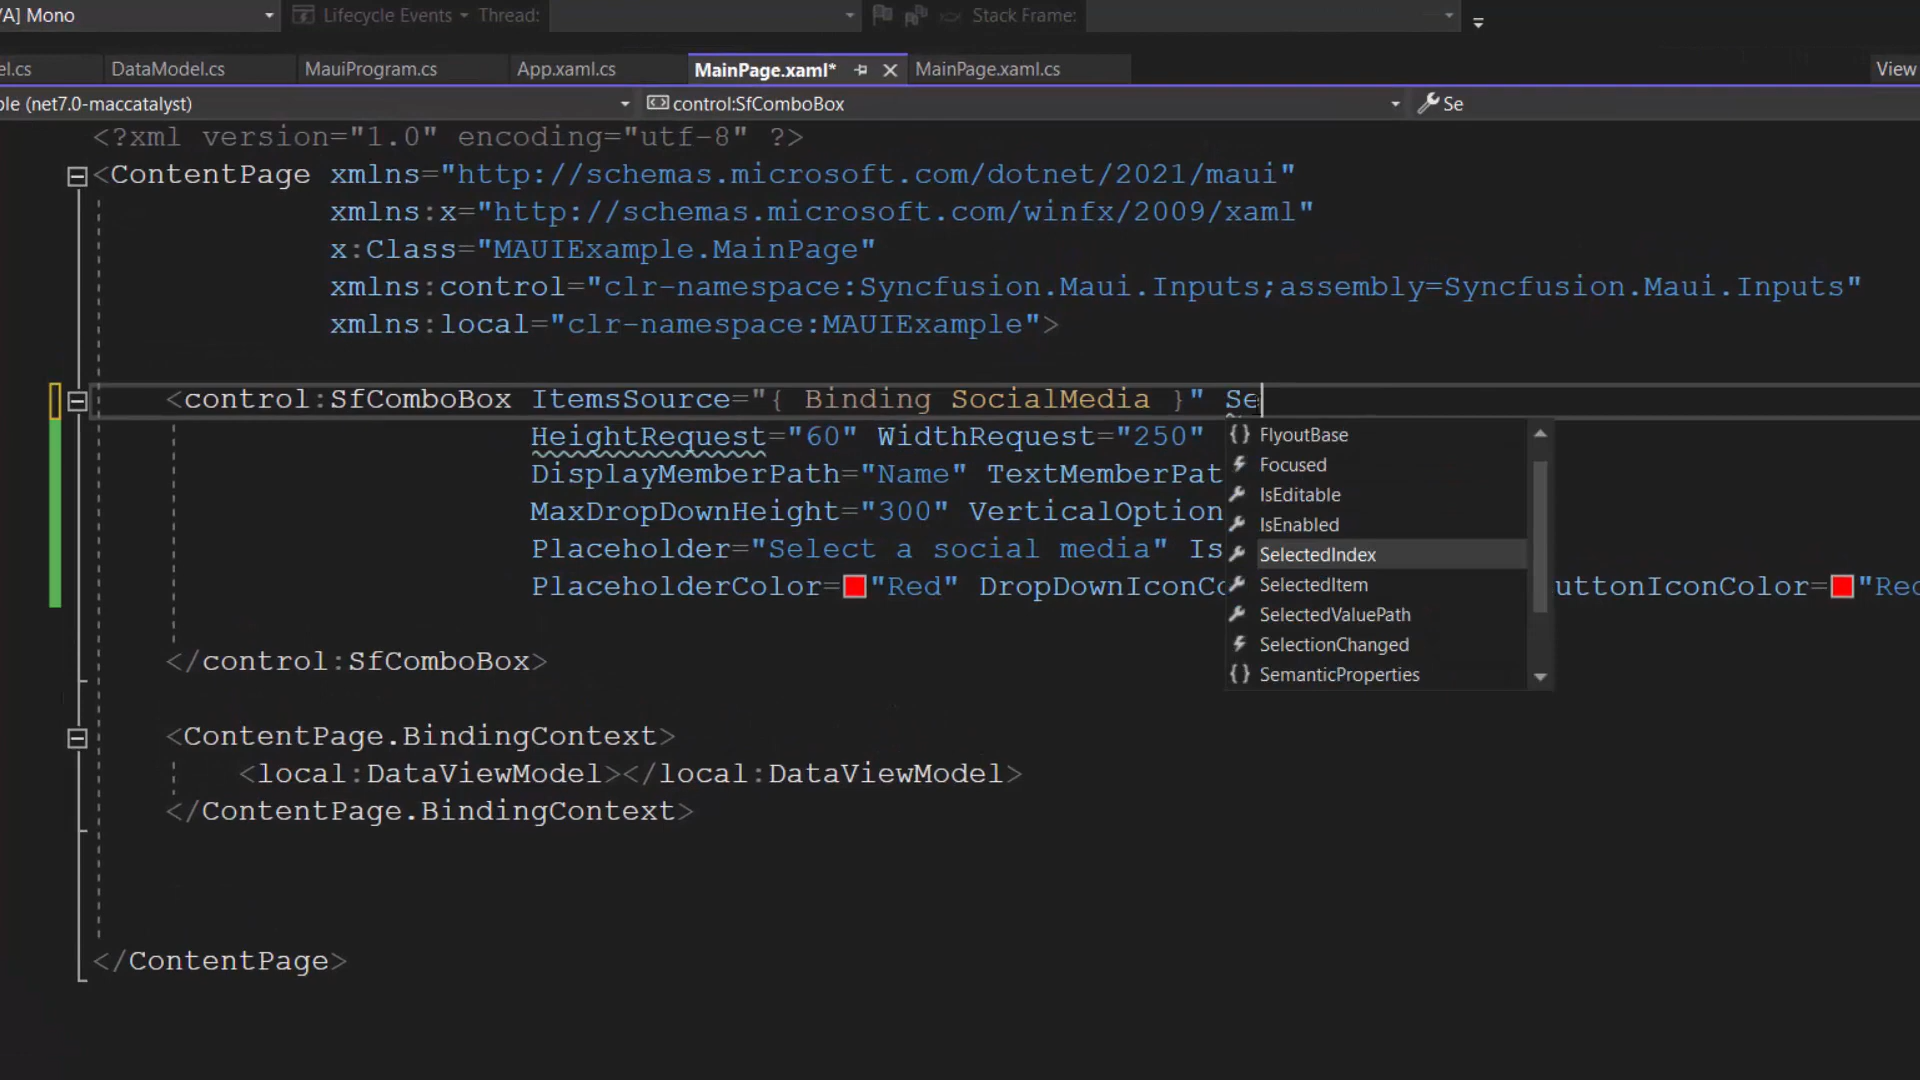 /A] Mono Lifecycle Events Thread: Stack Frame:
el.cs DataModel.cs MauiProgram.cs App.xaml.cs MainPage.xaml* MainPage.xaml.cs View
ple (net7.0-maccatalyst) control:SfComboBox Se
<?xml version="1.0" encoding="utf-8" ?>
<ContentPage xmlns="http://schemas.microsoft.com/dotnet/2021/maui"
xmlns:x="http://schemas.microsoft.com/winfx/2009/xaml"
x:Class="MAUIExample.MainPage"
xmlns:control="clr-namespace:Syncfusion.Maui.Inputs;assembly=Syncfusion.Maui.Inputs"
xmlns:local="clr-namespace:MAUIExample">
<control:SfComboBox ItemsSource="{ Binding SocialMedia }" Se
HeightRequest="60" WidthRequest="250"
DisplayMemberPath="Name" TextMemberPat
MaxDropDownHeight="300" VerticalOption
Placeholder="Select a social media" Is
PlaceholderColor="Red" DropDownIconCo uttonIconColor="Red
FlyoutBase
Focused
IsEditable
IsEnabled
SelectedIndex
SelectedItem
SelectedValuePath
SelectionChanged
SemanticProperties
</control:SfComboBox>
<ContentPage.BindingContext>
<local:DataViewModel></local:DataViewModel>
</ContentPage.BindingContext>
</ContentPage>